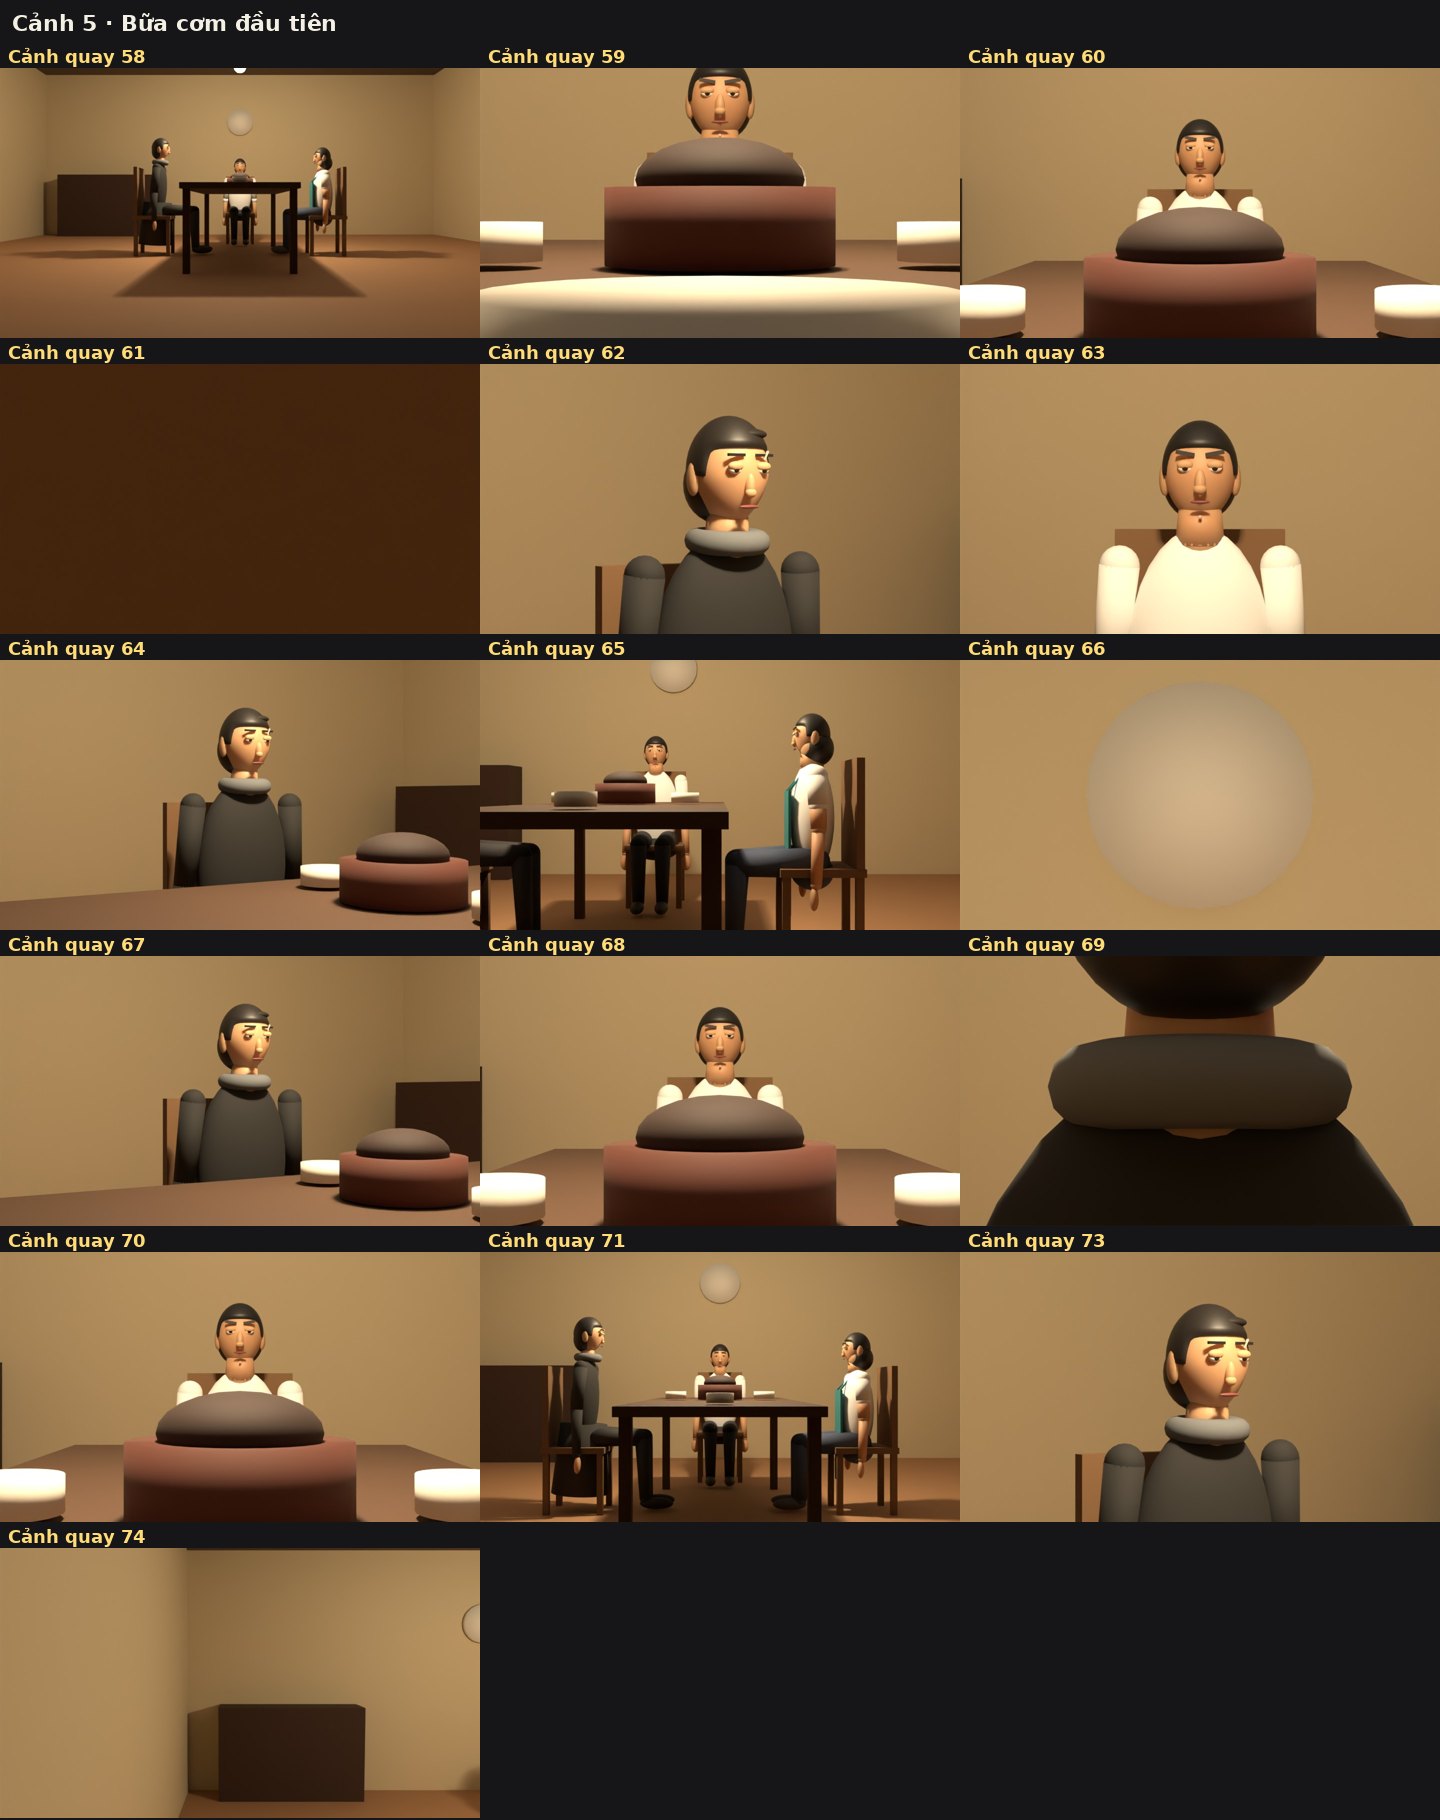 Cảnh 5 · Bữa cơm đầu tiên
Cảnh quay 58
Cảnh quay 59
Cảnh quay 60
Cảnh quay 61
Cảnh quay 62
Cảnh quay 63
Cảnh quay 64
Cảnh quay 65
Cảnh quay 66
Cảnh quay 67
Cảnh quay 68
Cảnh quay 69
Cảnh quay 70
Cảnh quay 71
Cảnh quay 73
Cảnh quay 74